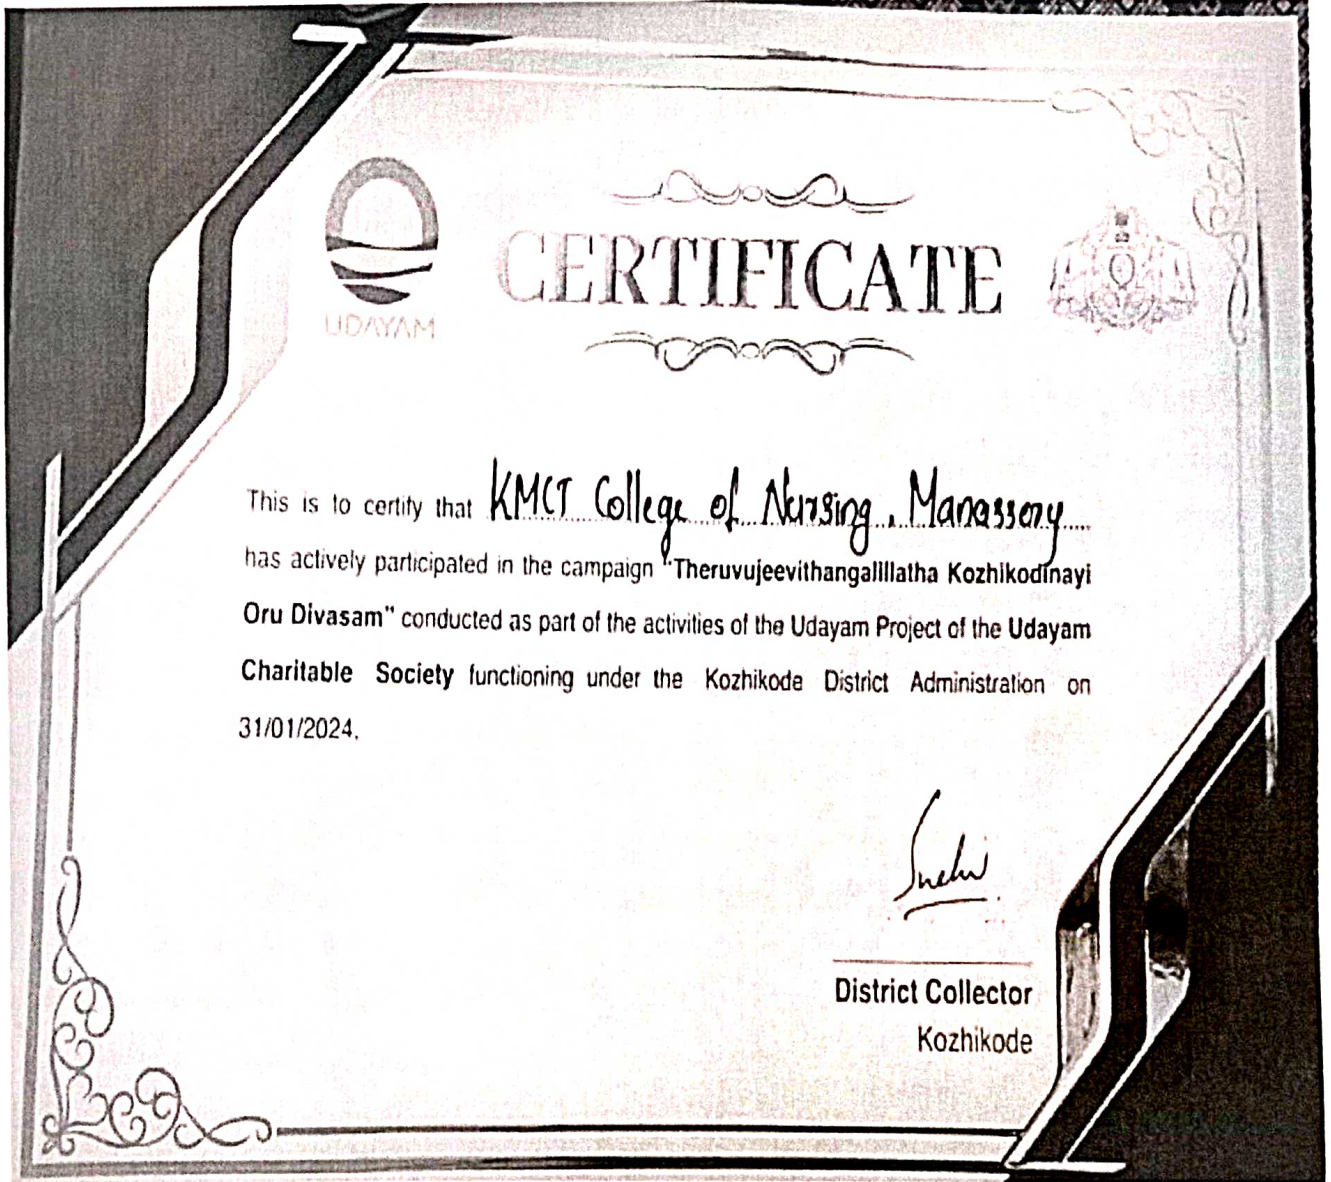 UDAYAM
CERTIFICATE
This is to certify that KMCT College of Nursing, Manassery
has actively participated in the campaign "Theruvujeevithangalillatha Kozhikodinayi
Oru Divasam" conducted as part of the activities of the Udayam Project of the Udayam
Charitable Society functioning under the Kozhikode District Administration on
31/01/2024.
District Collector
Kozhikode